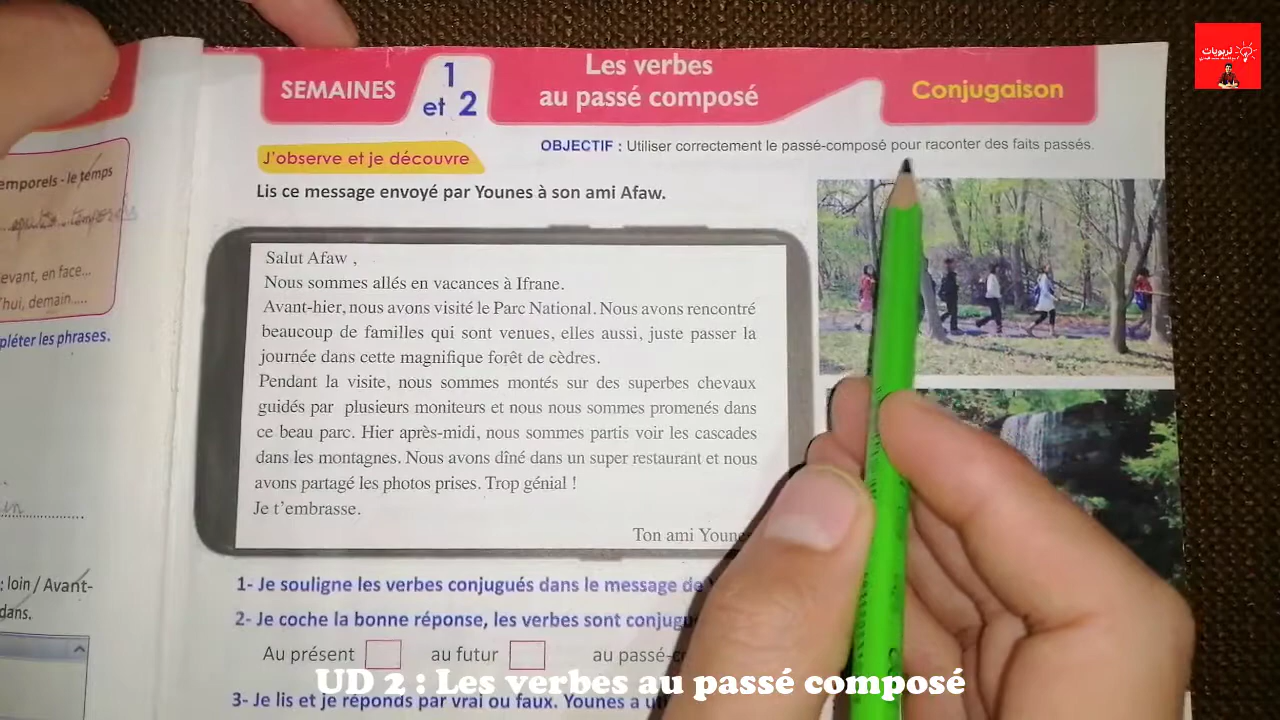 SEMAINES 1 et 2
Les verbes
au passé composé
Conjugaison
OBJECTIF : Utiliser correctement le passé-composé pour raconter des faits passés.
J'observe et je découvre
Lis ce message envoyé par Younes à son ami Afaw.
Salut Afaw ,
Nous sommes allés en vacances à Ifrane.
Avant-hier, nous avons visité le Parc National. Nous avons rencontré
beaucoup de familles qui sont venues, elles aussi, juste passer la
journée dans cette magnifique forêt de cèdres.
Pendant la visite, nous sommes montés sur des superbes chevaux
guidés par plusieurs moniteurs et nous nous sommes promenés dans
ce beau parc. Hier après-midi, nous sommes partis voir les cascades
dans les montagnes. Nous avons dîné dans un super restaurant et nous
avons partagé les photos prises. Trop génial !
Je t'embrasse.
Ton ami Youne
1- Je souligne les verbes conjugués dans le message de
2- Je coche la bonne réponse, les verbes sont conjugu
Au présent au futur au passé-c
3- Je lis et je réponds par vrai ou faux. Younes a
UD 2 : Les verbes au passé composé
emporels - le temps
evant, en face...
'hui, demain.....
pléter les phrases.
: loin / Avant-
dans.
تربويات